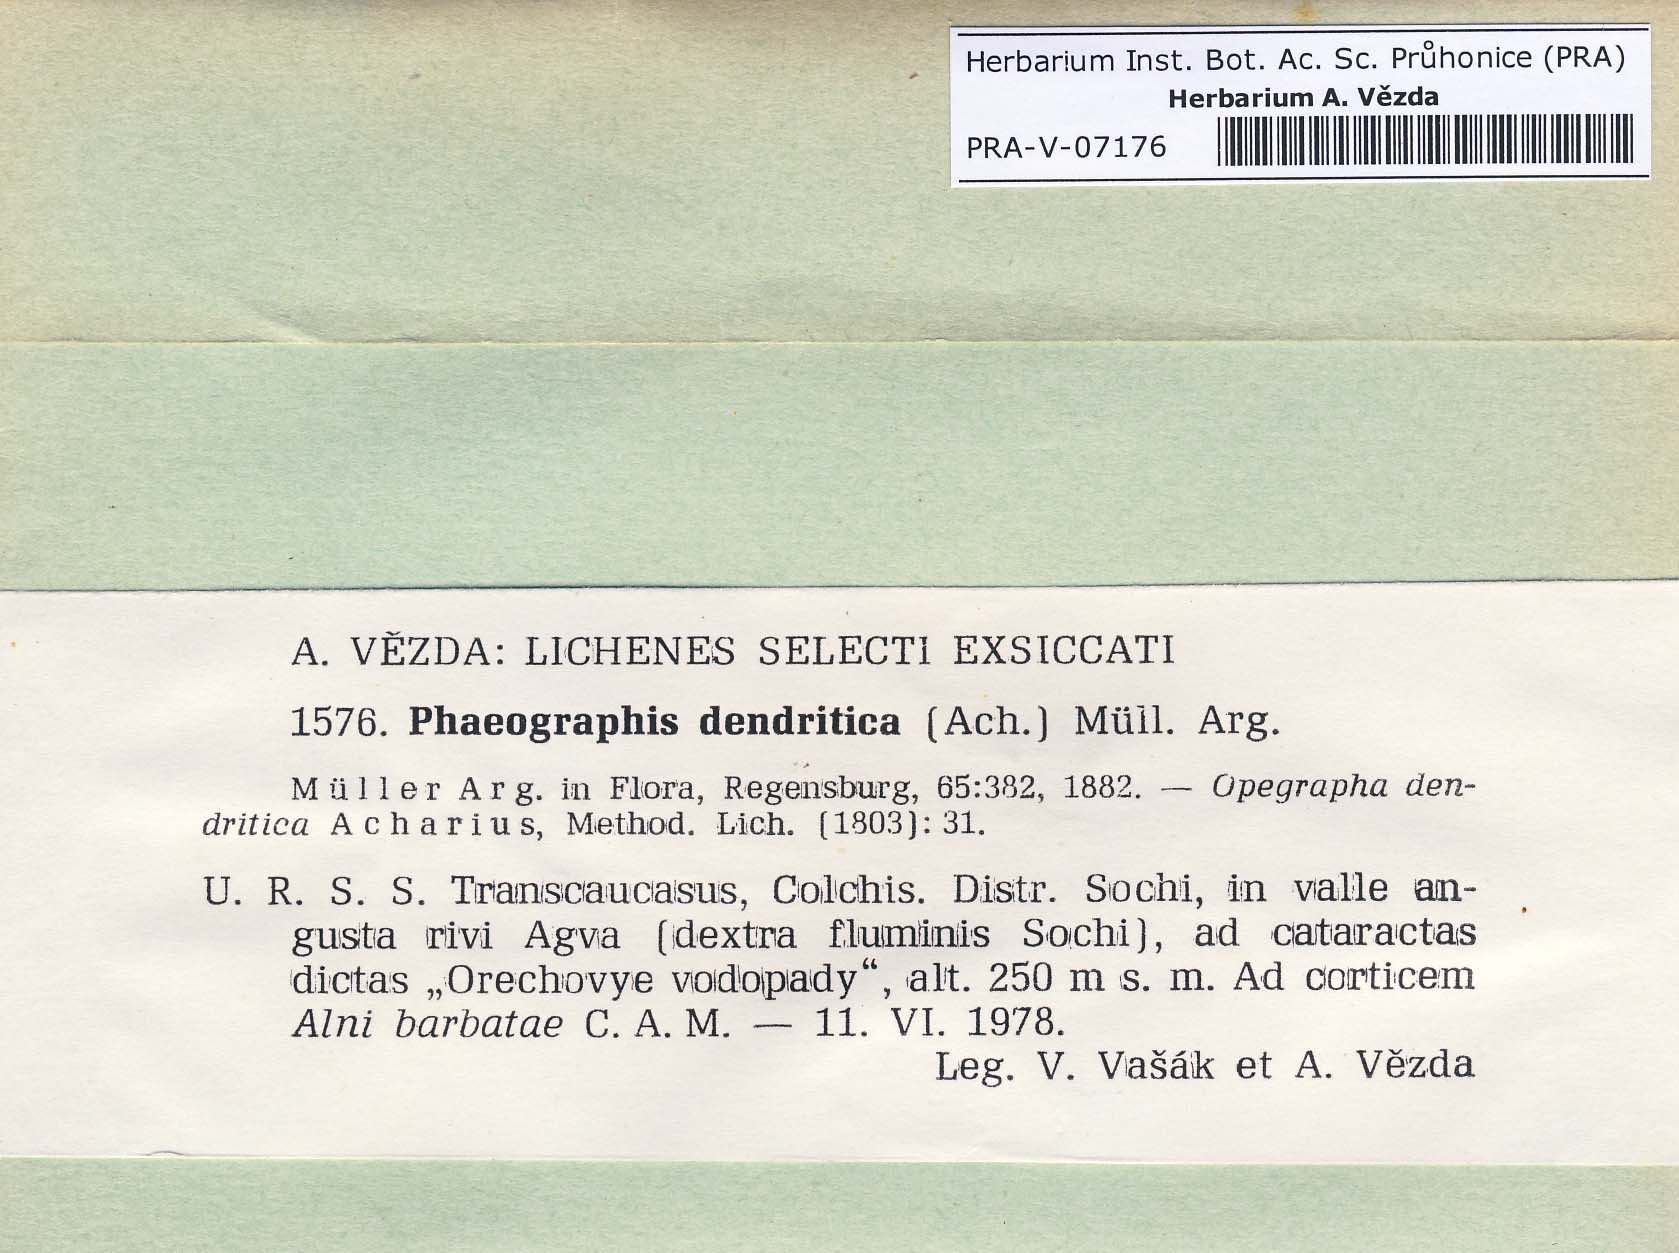 Herbarium Inst. Bot. Ac. Sc. Průhonice (PRA)
Herbarium A. Vězda
PRA-V-07176
A. VĚZDA: LICHENES SELECTI EXSICCATI
1576. Phaeographis dendritica (Ach.) Müll. Arg.
Müller Arg. in Flora, Regensburg, 65:382, 1882. — Opegrapha den-
dritica Acharius, Method. Lich. (1803): 31.
U. R. S. S. Transcaucasus, Colchis. Distr. Sochi, in valle an-
gusta rivi Agva (dextra fluminis Sochi), ad cataractas
dictas „Orechovye vodopady“, alt. 250 m s. m. Ad corticem
Alni barbatae C. A. M. — 11. VI. 1978.
Leg. V. Vašák et A. Vězda